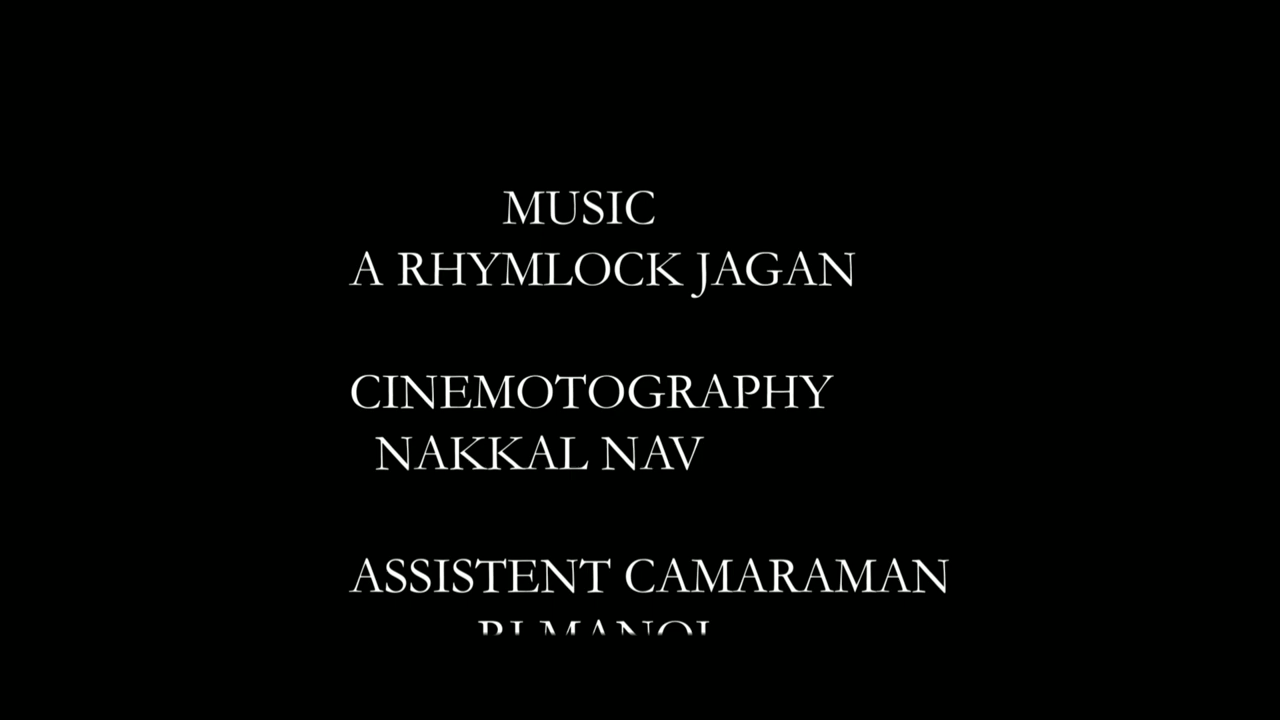 MUSIC
A RHYMLOCK JAGAN
CINEMOTOGRAPHY
NAKKAL NAV
ASSISTENT CAMARAMAN